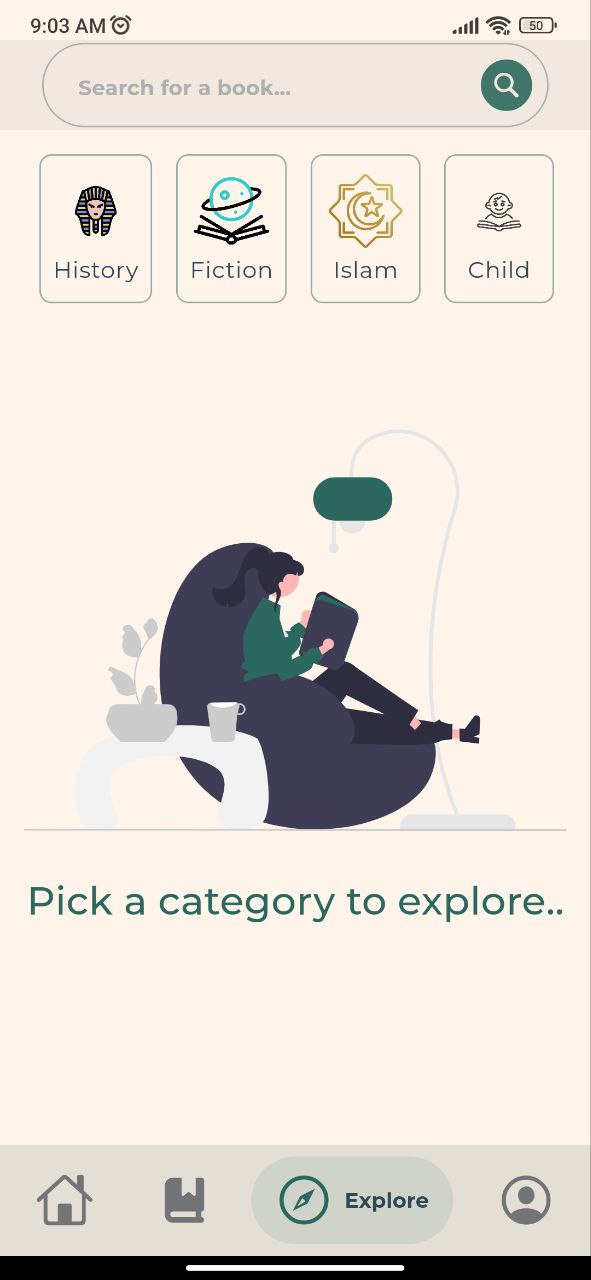 9:03 AM
50
Search for a book...
History Fiction Islam Child
Pick a category to explore..
Explore